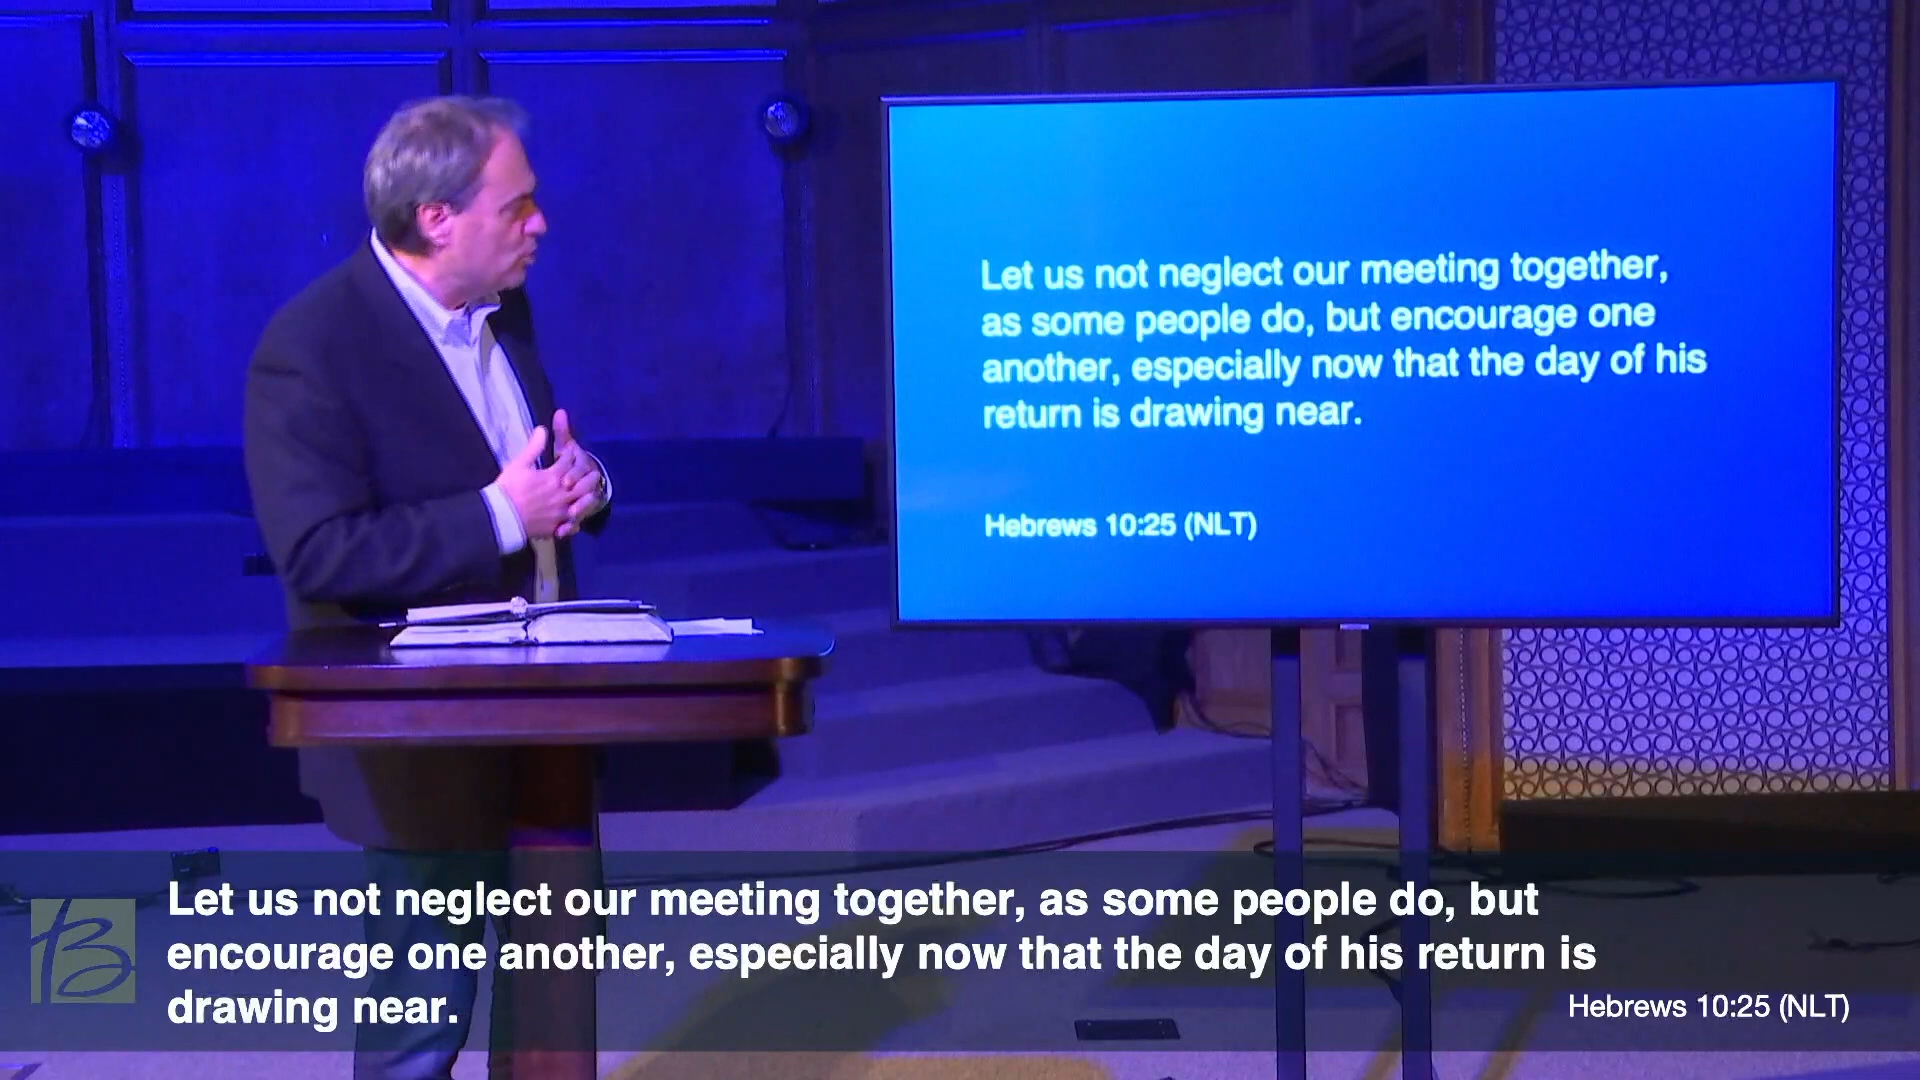 Let us not neglect our meeting together,
as some people do, but encourage one
another, especially now that the day of his
return is drawing near.
Hebrews 10:25 (NLT)
B
Let us not neglect our meeting together, as some people do, but
encourage one another, especially now that the day of his return is
drawing near.
Hebrews 10:25 (NLT)